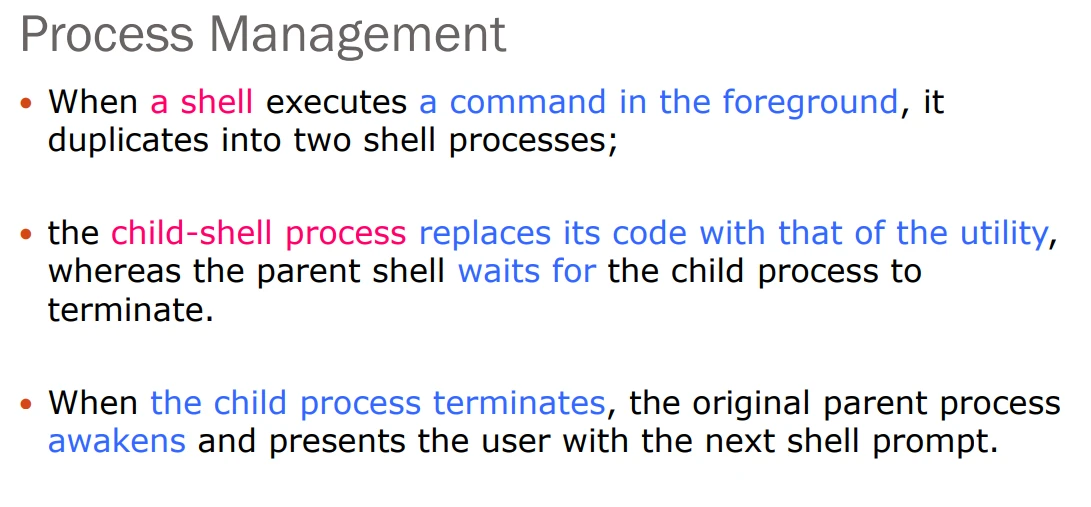 Process Management
• When a shell executes a command in the foreground, it
duplicates into two shell processes;
• the child-shell process replaces its code with that of the utility,
whereas the parent shell waits for the child process to
terminate.
• When the child process terminates, the original parent process
awakens and presents the user with the next shell prompt.